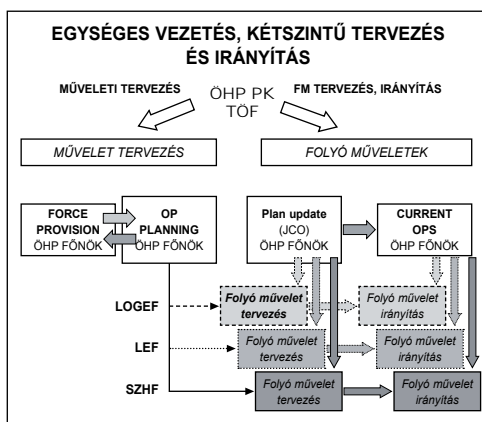 EGYSÉGES VEZETÉS, KÉTSZINTŰ TERVEZÉS
ÉS IRÁNYÍTÁS
MŰVELETI TERVEZÉS
ÖHP PK
TÖF
FM TERVEZÉS, IRÁNYÍTÁS
MŰVELET TERVEZÉS
FOLYÓ MŰVELETEK
FORCE
PROVISION
ÖHP FŐNÖK
OP
PLANNING
ÖHP FŐNÖK
Plan update
(JCO)
ÖHP FŐNÖK
CURRENT
OPS
ÖHP FŐNÖK
LOGEF
Folyó művelet
tervezés
Folyó művelet
irányítás
LEF
Folyó művelet
tervezés
Folyó művelet
irányítás
SZHF
Folyó művelet
tervezés
Folyó művelet
irányítás